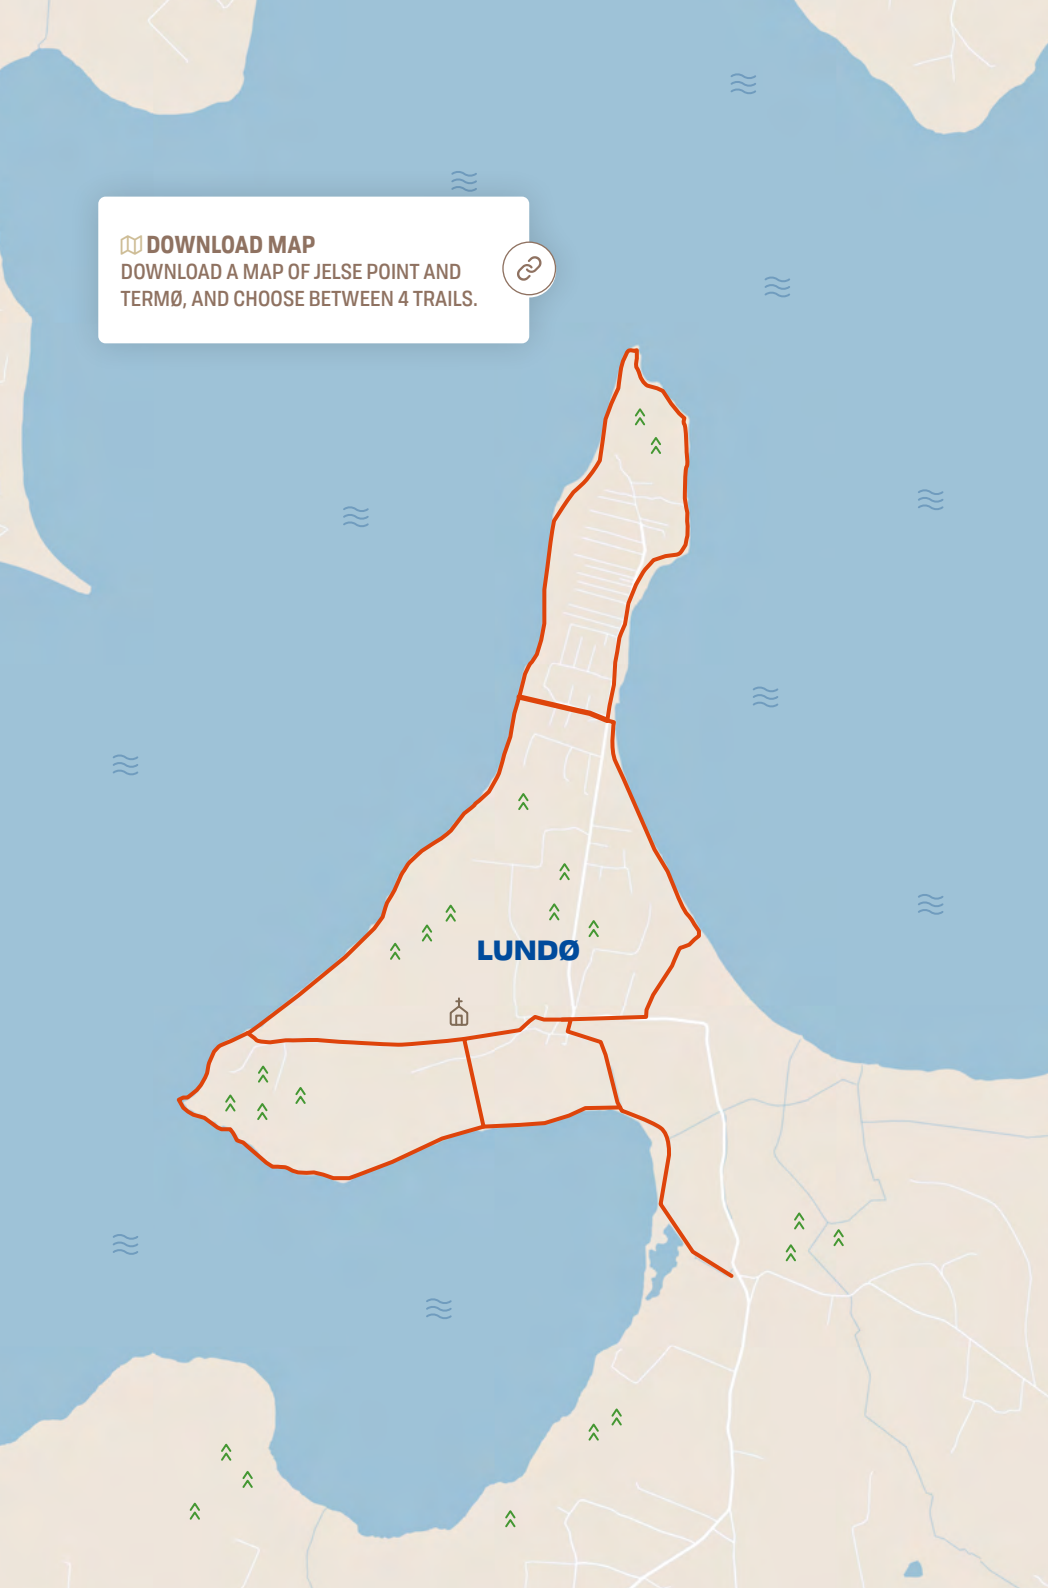 DOWNLOAD MAP
DOWNLOAD A MAP OF JELSE POINT AND
TERMØ, AND CHOOSE BETWEEN 4 TRAILS.
LUNDØ